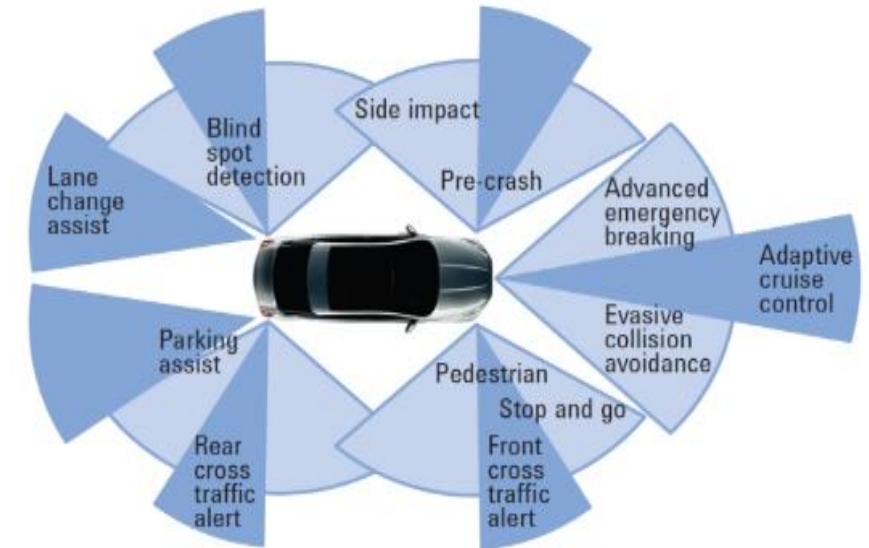 Side impact
Blind
spot
detection
Lane
change
assist
Pre-crash
Advanced
emergency
breaking
Adaptive
cruise
control
Evasive
collision
avoidance
Parking
assist
Pedestrian
Stop and go
Rear
cross
traffic
alert
Front
cross
traffic
alert